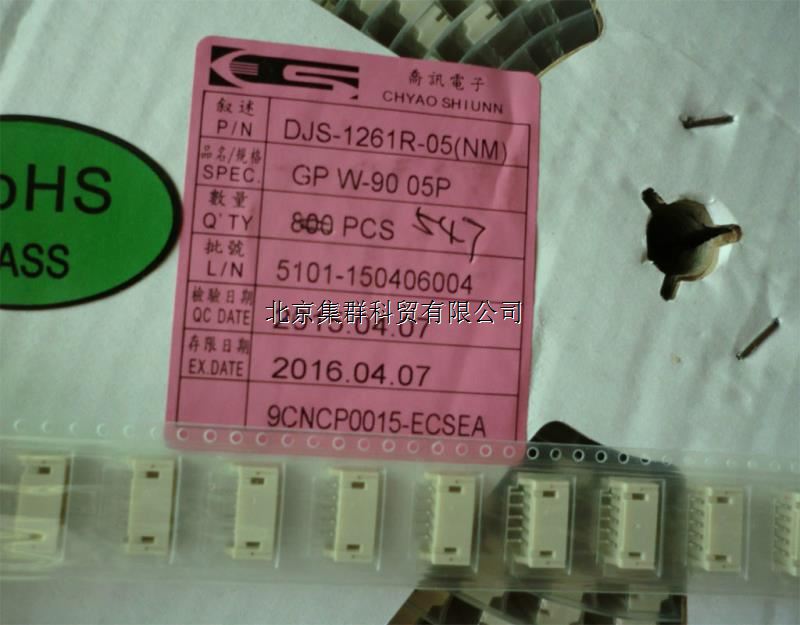 喬訊電子
CHYAO SHIUNN
叙述
P/N
DJS-1261R-05(NM)
品名/規格
SPEC.
GP W-90 05P
數量
Q'TY
800 PCS 547
批號
L/N
5101-150406004
檢驗日期
QC DATE
北京集群科贸有限公司
存限日期
EX.DATE
2016.04.07
9CNCP0015-ECSEA
oHS
ASS